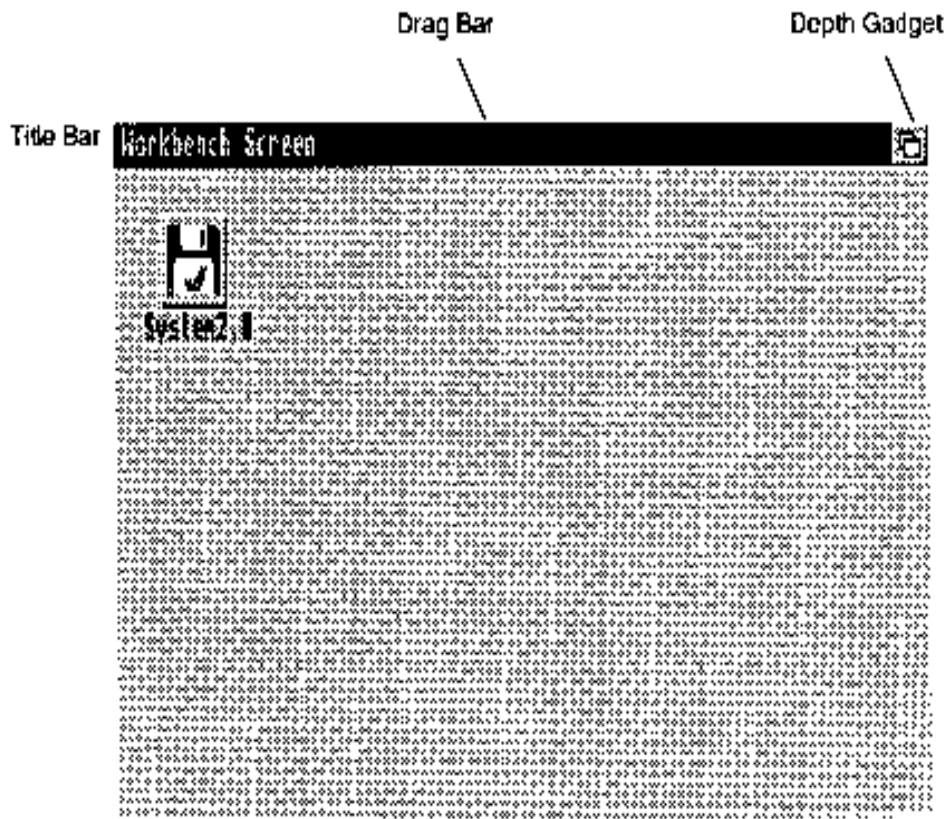 Drag Bar
Depth Gadget
Title Bar
Workbench Screen
System2.0